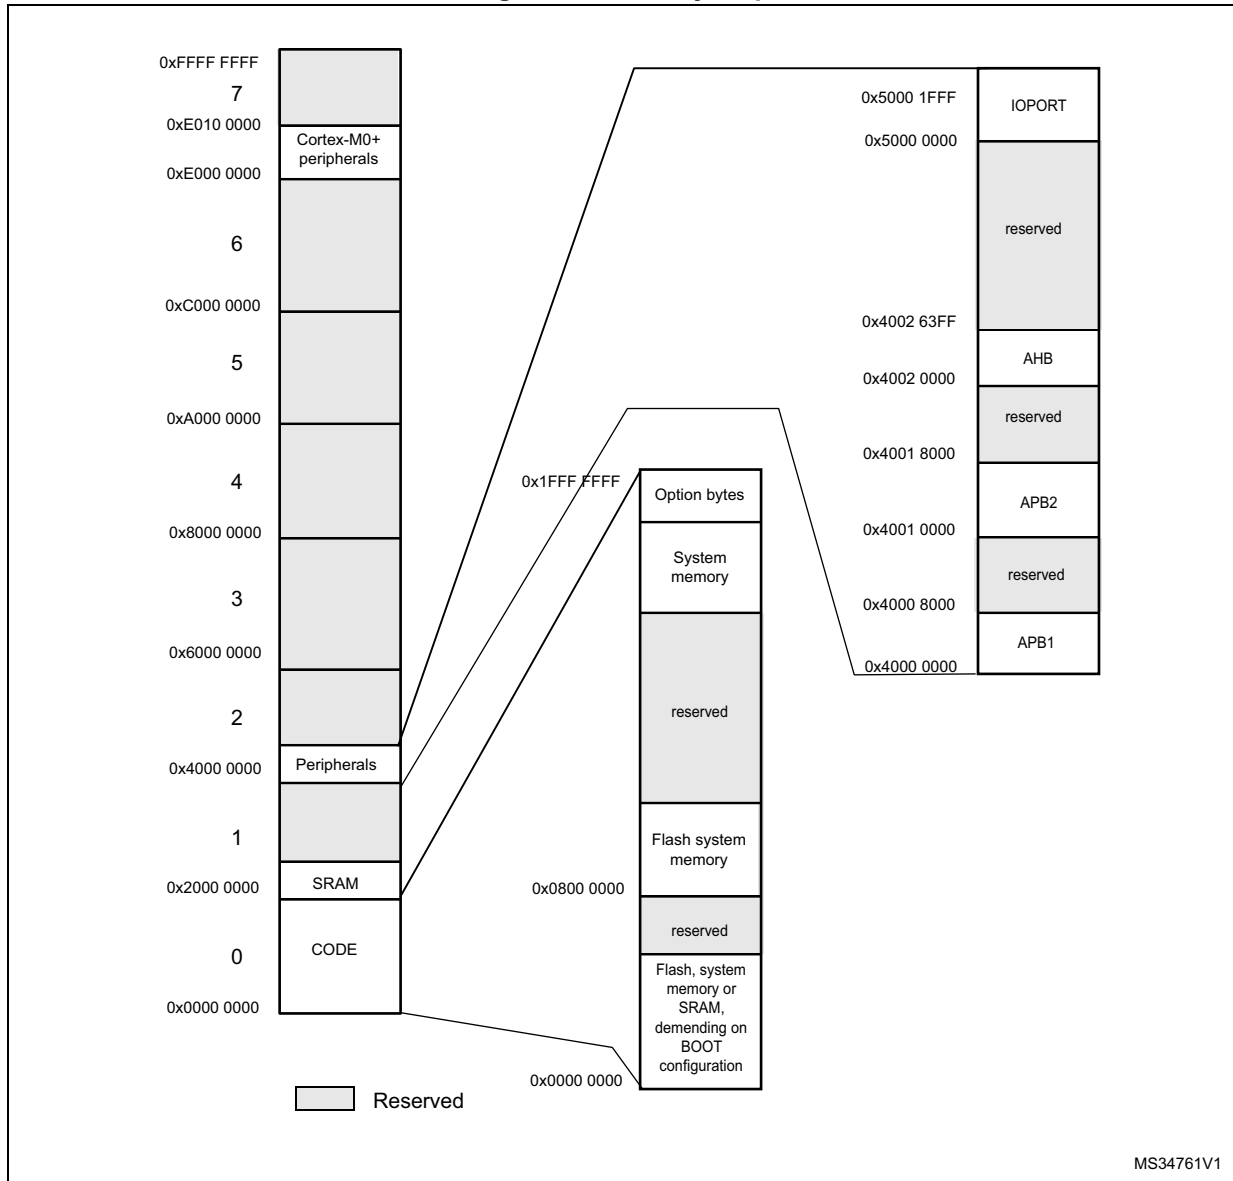 0xFFFF FFFF
7
0xE010 0000
Cortex-M0+
peripherals
0xE000 0000
6
0xC000 0000
5
0xA000 0000
4
0x8000 0000
3
0x6000 0000
2
Peripherals
0x4000 0000
1
SRAM
0x2000 0000
CODE
0
0x0000 0000
Reserved
0x1FFF FFFF
Option bytes
System
memory
reserved
Flash system
memory
0x0800 0000
reserved
Flash, system
memory or
SRAM,
demending on
BOOT
configuration
0x0000 0000
0x5000 1FFF
IOPORT
0x5000 0000
reserved
0x4002 63FF
AHB
0x4002 0000
reserved
0x4001 8000
APB2
0x4001 0000
reserved
0x4000 8000
APB1
0x4000 0000
MS34761V1